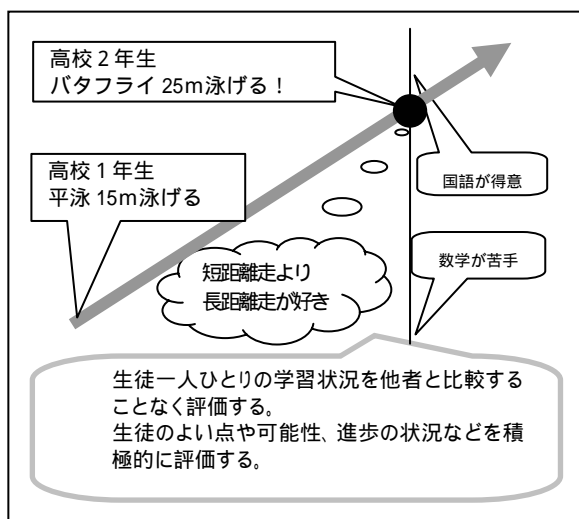 高校2年生
バタフライ 25m泳げる！
高校1年生
平泳 15m泳げる
国語が得意
数学が苦手
短距離走より
長距離走が好き
生徒一人ひとりの学習状況を他者と比較する
ことなく評価する。
生徒のよい点や可能性、進歩の状況などを積
極的に評価する。